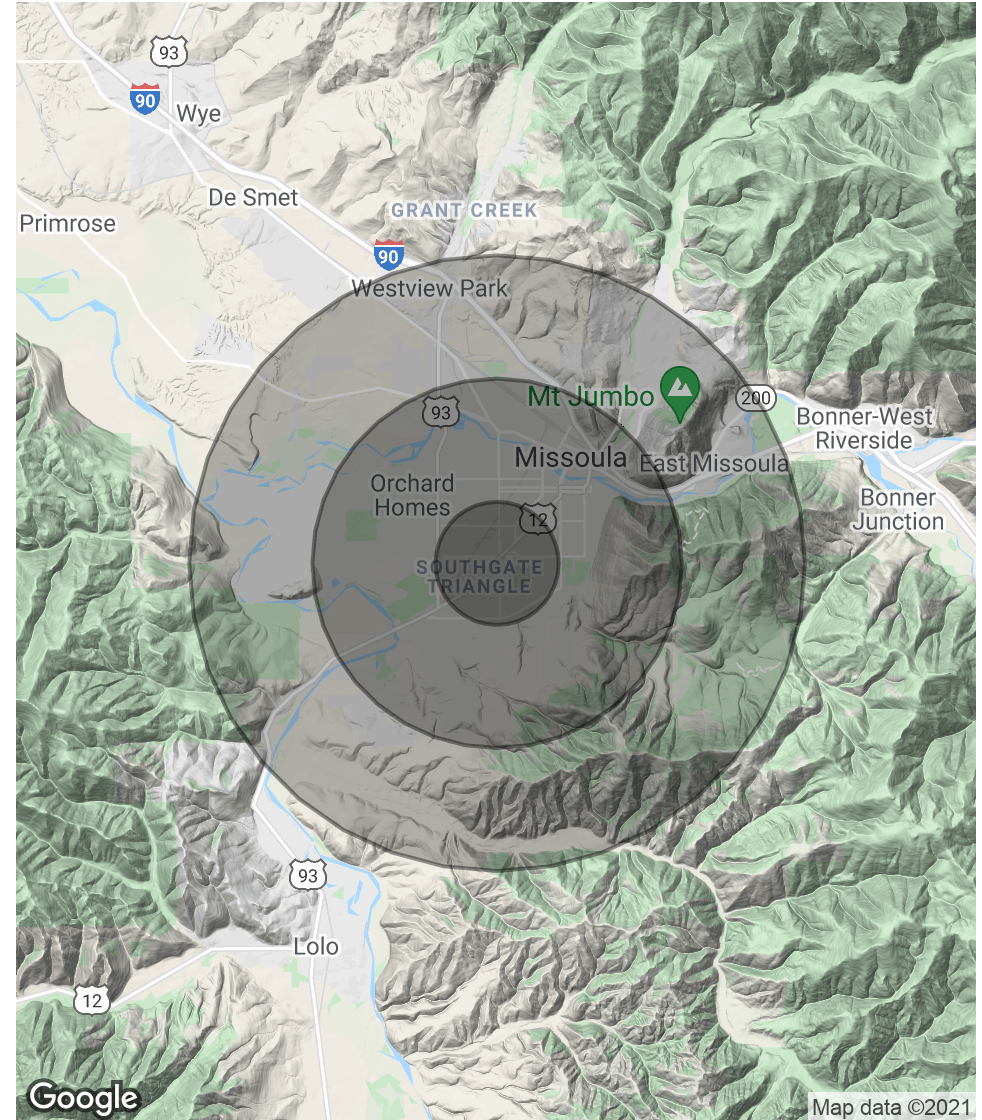 93
90
Wye
De Smet
Primrose
GRANT CREEK
90
Westview Park
Mt Jumbo
200
93
Bonner-West
Riverside
Missoula
East Missoula
Orchard
Homes
Bonner
Junction
12
SOUTHGATE
TRIANGLE
93
Lolo
12
Google
Map data ©2021